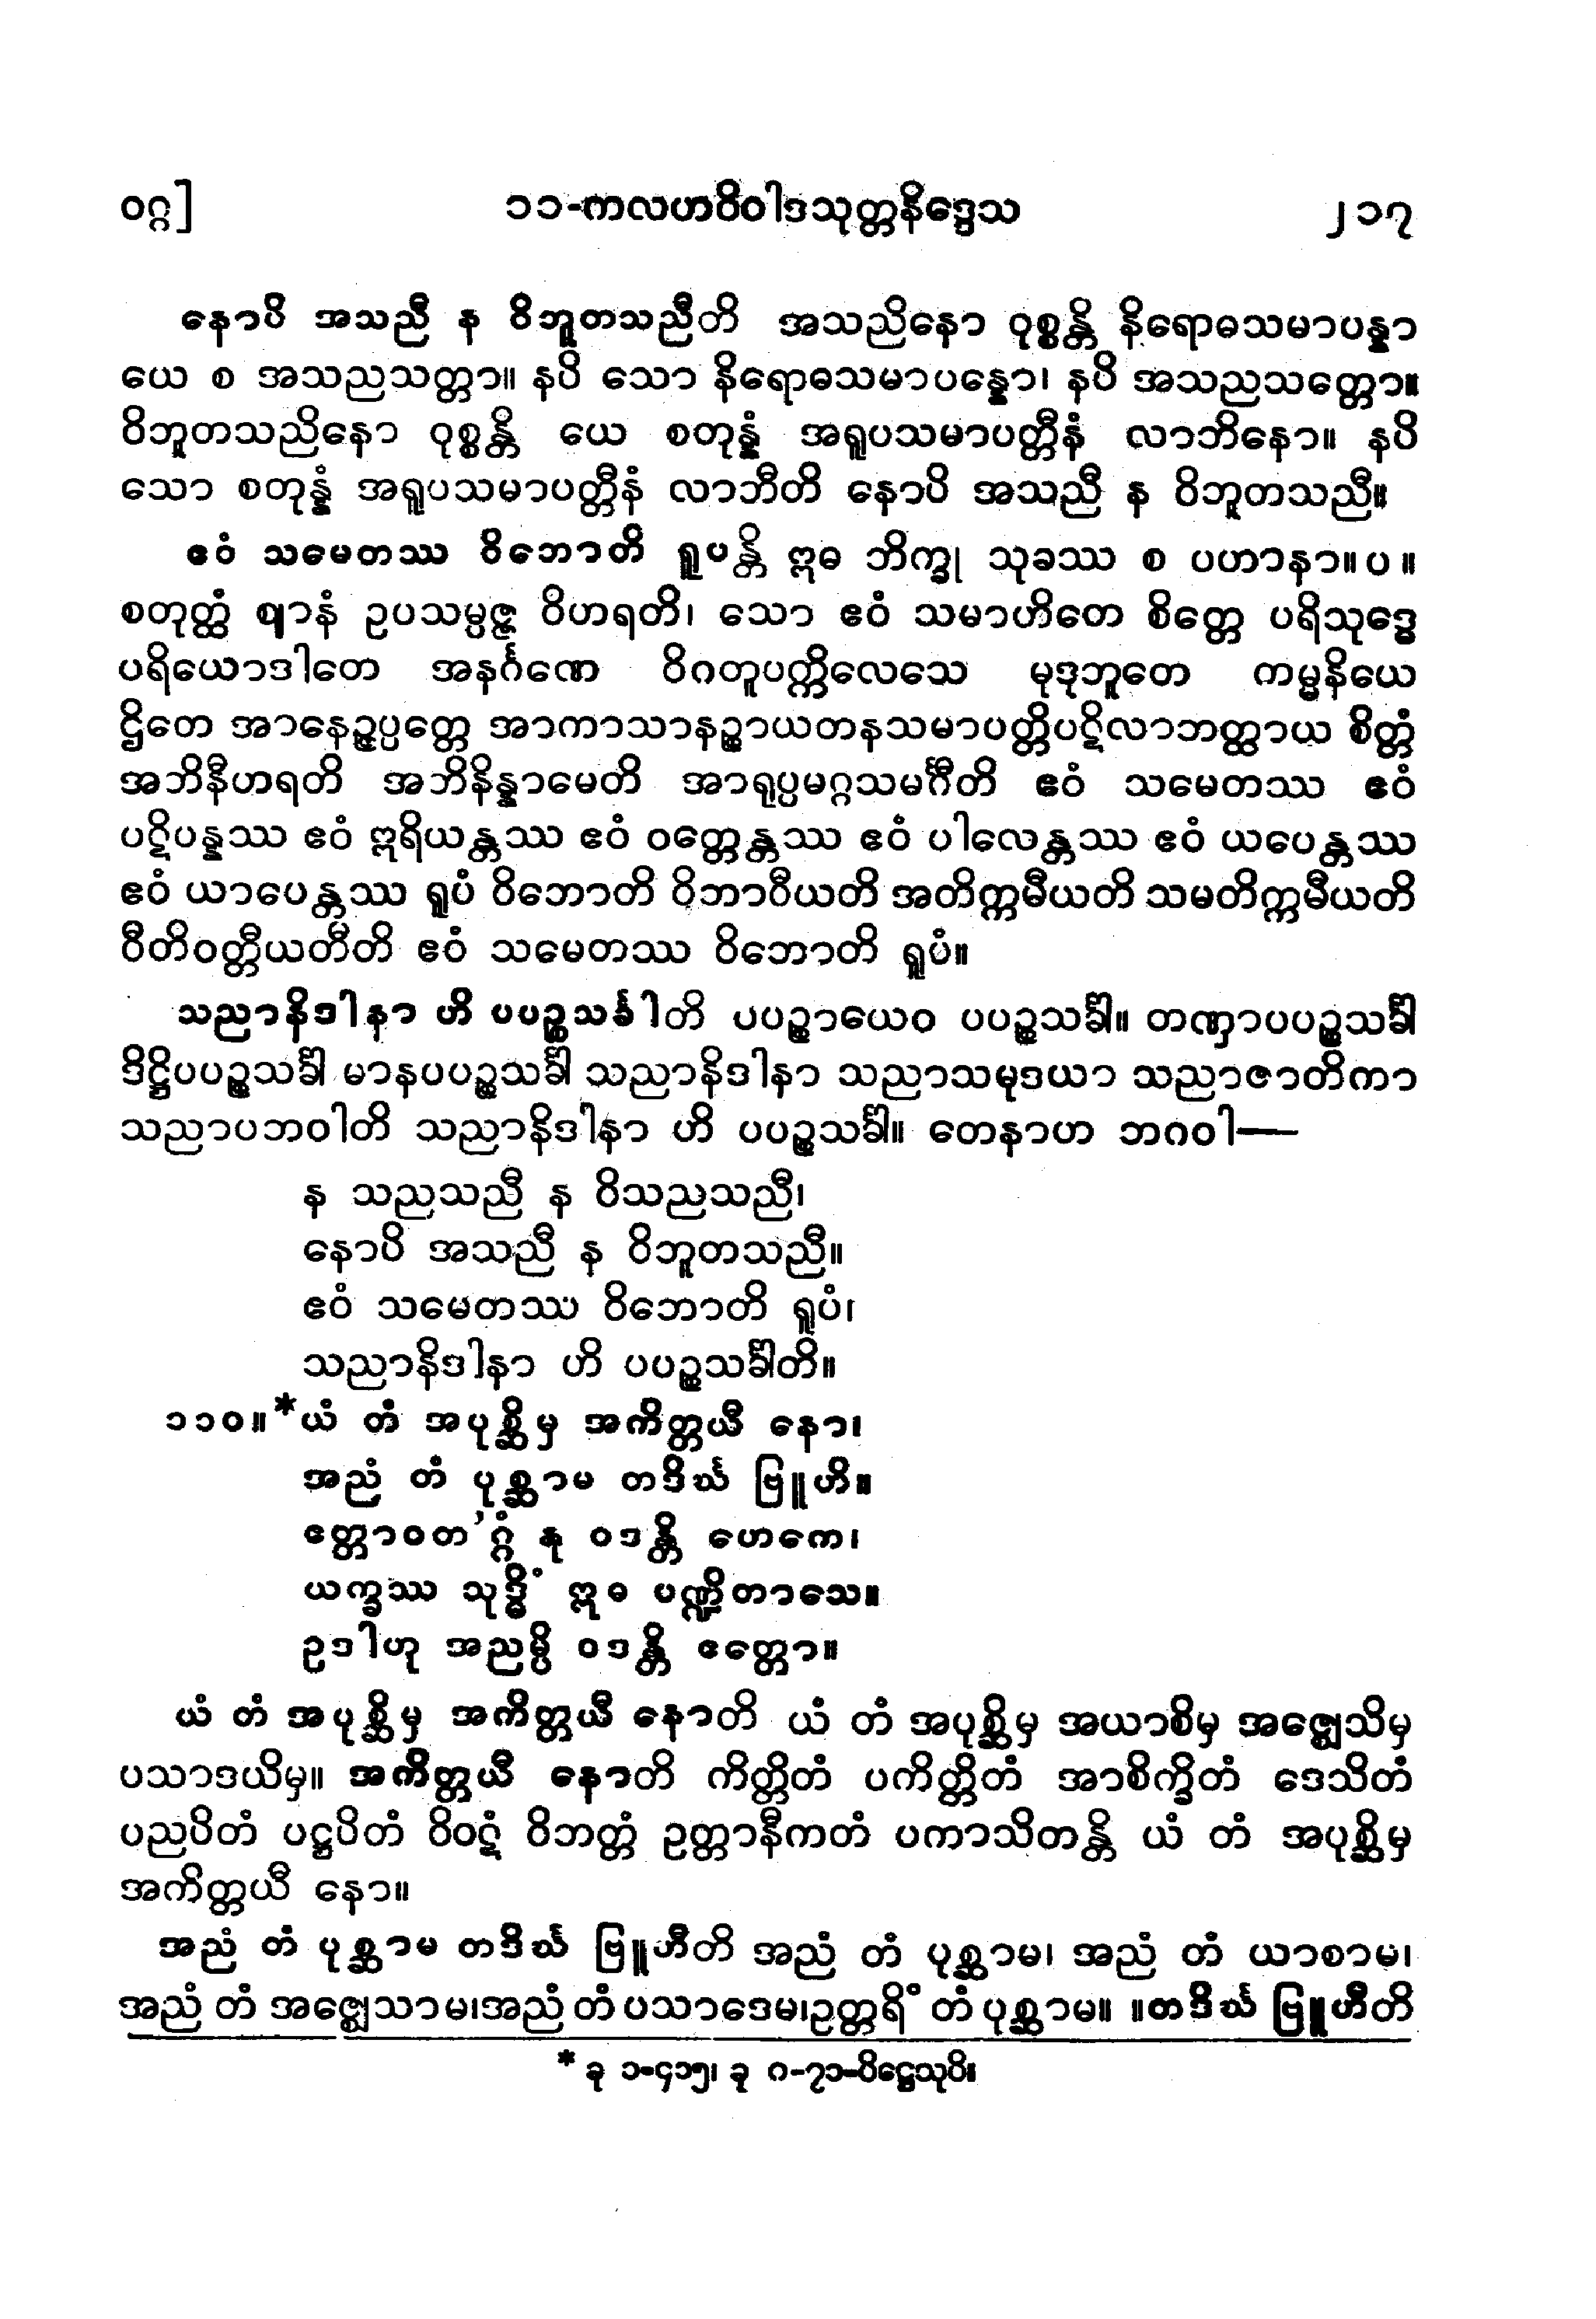 ဝဂ္ဂ] ၁၁-ကလဟဝိဝါဒသုတ္တနိဒ္ဒေသ ၂၁၇
နောပိ အသညီ န ဝိဘူတသညီတိ အသညိနော ဝုစ္စန္တိ နိရောဓသမာပန္နာ
ယေ စ အသညသတ္တာ။ နပိ သော နိရောဓသမာပန္နော၊ နပိ အသညသတ္တော။
ဝိဘူတသညိနော ဝုစ္စန္တိ ယေ စတုန္နံ အရူပသမာပတ္တီနံ လာဘိနော။ နပိ
သော စတုန္နံ အရူပသမာပတ္တီနံ လာဘီတိ နောပိ အသညီ န ဝိဘူတသညီ။
ဧဝံ သမေတဿ ဝိဘောတိ ရူပန္တိ ဣဓ ဘိက္ခု သုခဿ စ ပဟာနာ။ပ။
စတုတ္ထံ ဈာနံ ဥပသမ္ပဇ္ဇ ဝိဟရတိ၊ သော ဧဝံ သမာဟိတေ စိတ္တေ ပရိသုဒ္ဓေ
ပရိယောဒါတေ အနင်္ဂဏေ ဝိဂတူပက္ကိလေသေ မုဒုဘူတေ ကမ္မနိယေ
ဌိတေ အာနေဉ္ဇပ္ပတ္တေ အာကာသာနဉ္စာယတနသမာပတ္တိပဋိလာဘတ္ထာယ စိတ္တံ
အဘိနီဟရတိ အဘိနိန္နာမေတိ အာရုပ္ပမဂ္ဂသမင်္ဂီတိ ဧဝံ သမေတဿ ဧဝံ
ပဋိပန္နဿ ဧဝံ ဣရိယန္တဿ ဧဝံ ဝတ္တေန္တဿ ဧဝံ ပါလေန္တဿ ဧဝံ ယပေန္တဿ
ဧဝံ ယာပေန္တဿ ရူပံ ဝိဘောတိ ဝိဘာဝီယတိ အတိက္ကမီယတိ သမတိက္ကမီယတိ
ဝီတိဝတ္တီယတီတိ ဧဝံ သမေတဿ ဝိဘောတိ ရူပံ။
သညာနိဒါနာ ဟိ ပပဉ္စသင်္ခါတိ ပပဉ္စာယေဝ ပပဉ္စသင်္ခါ။ တဏှာပပဉ္စသင်္ခါ
ဒိဋ္ဌိပပဉ္စသင်္ခါ မာနပပဉ္စသင်္ခါ သညာနိဒါနာ သညာသမုဒယာ သညာဇာတိကာ
သညာပဘဝါတိ သညာနိဒါနာ ဟိ ပပဉ္စသင်္ခါ။ တေနာဟ ဘဂဝါ—
န သညသညီ န ဝိသညသညီ၊
နောပိ အသညီ န ဝိဘူတသညီ။
ဧဝံ သမေတဿ ဝိဘောတိ ရူပံ၊
သညာနိဒါနာ ဟိ ပပဉ္စသင်္ခါတိ။
၁၁၀။ *ယံ တံ အပုစ္ဆိမှ အကိတ္တယီ နော၊
အညံ တံ ပုစ္ဆာမ တဒိင်္ဃ ဗြူဟိ။
ဧတ္တာဝတ'ဂ္ဂံ နု ဝဒန္တိ ဟေကေ၊
ယက္ခဿ သုဒ္ဓိံ ဣဓ ပဏ္ဍိတာသေ။
ဥဒါဟု အညမ္ပိ ဝဒန္တိ ဧတ္တော။
ယံ တံ အပုစ္ဆိမှ အကိတ္တယီ နောတိ ယံ တံ အပုစ္ဆိမှ အယာစိမှ အဇ္ဈေသိမှ
ပသာဒယိမှ။ အကိတ္တယီ နောတိ ကိတ္တိတံ ပကိတ္တိတံ အာစိက္ခိတံ ဒေသိတံ
ပညပိတံ ပဋ္ဌပိတံ ဝိဝဋံ ဝိဘတ္တံ ဥတ္တာနီကတံ ပကာသိတန္တိ ယံ တံ အပုစ္ဆိမှ
အကိတ္တယီ နော။
အညံ တံ ပုစ္ဆာမ တဒိင်္ဃ ဗြူဟီတိ အညံ တံ ပုစ္ဆာမ၊ အညံ တံ ယာစာမ၊
အညံ တံ အဇ္ဈေသာမ၊အညံ တံ ပသာဒေမ၊ဥတ္တရိံ တံ ပုစ္ဆာမ။ ။တဒိင်္ဃ ဗြူဟီတိ
* ခု ၁-၄၁၅၊ ခု ဂ-၇၁-ပိဋ္ဌေသုပိ။